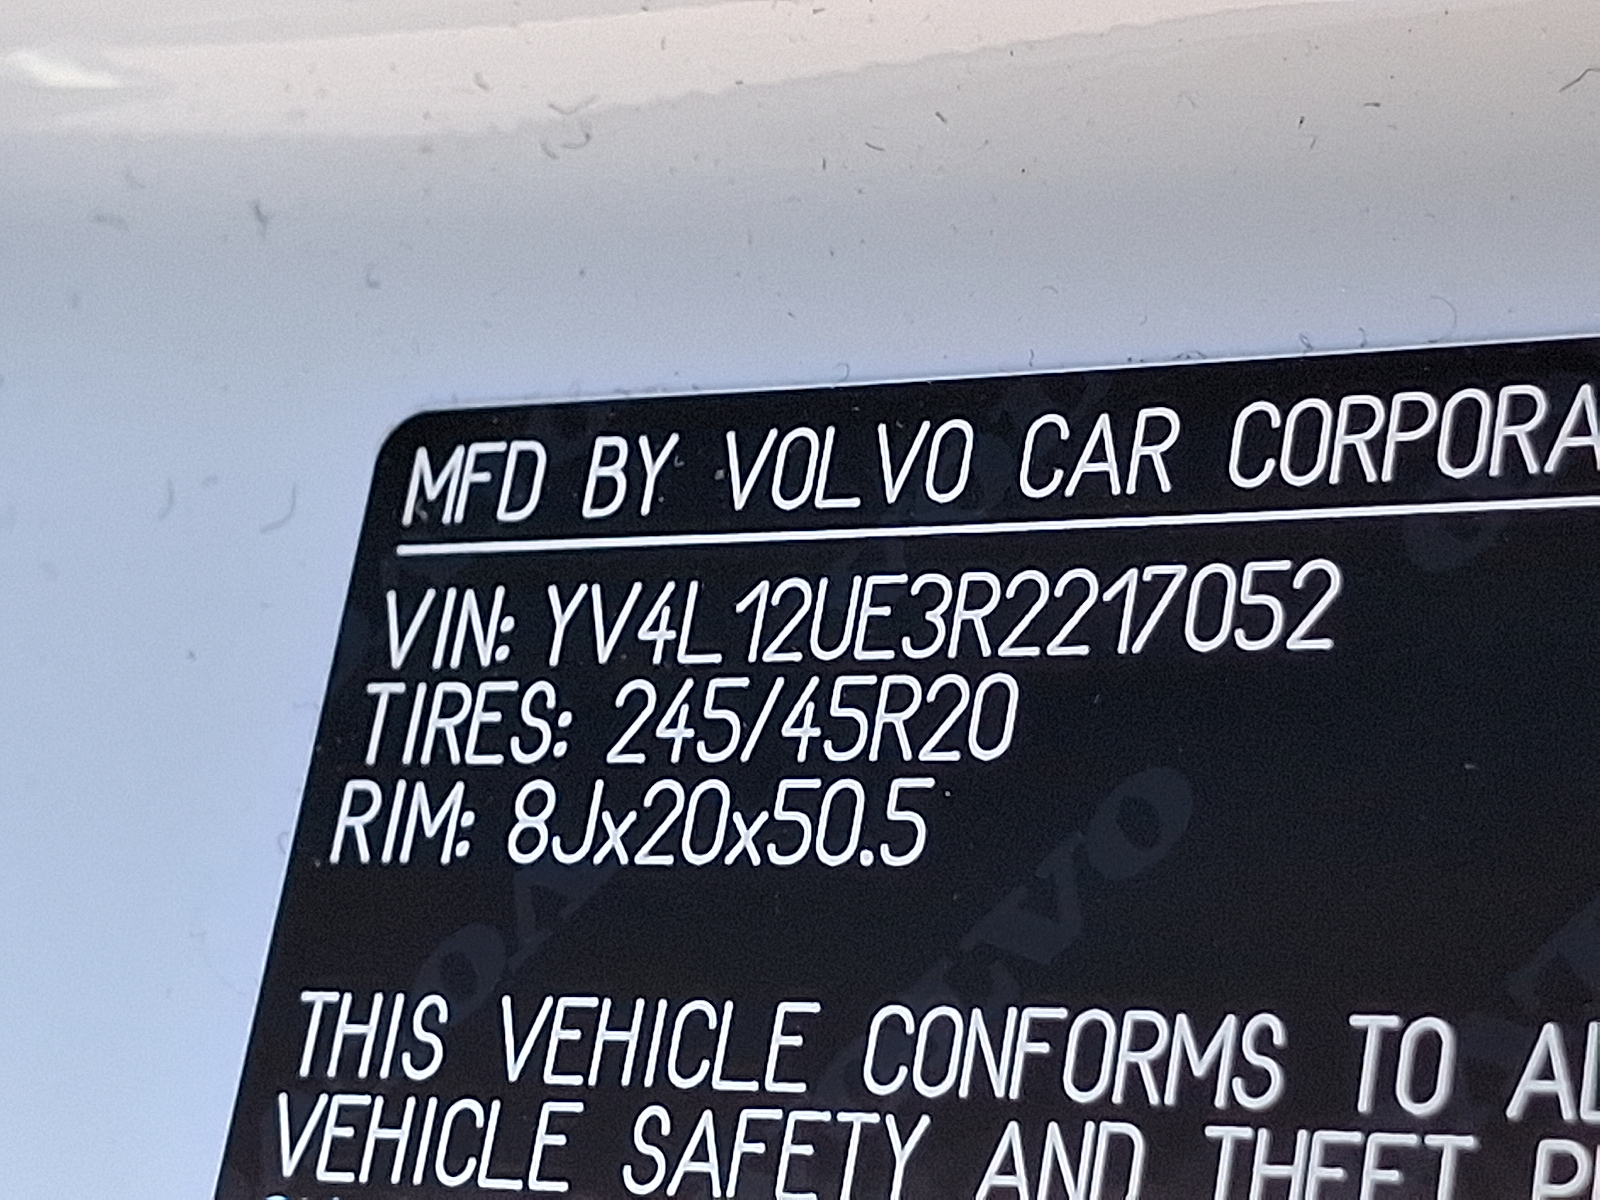 MFD BY VOLVO CAR CORPORA
VIN: YV4L12UE3R2217052
TIRES: 245/45R20
RIM: 8Jx20x50.5
THIS VEHICLE CONFORMS TO AL
VEHICLE SAFETY AND THEFT P